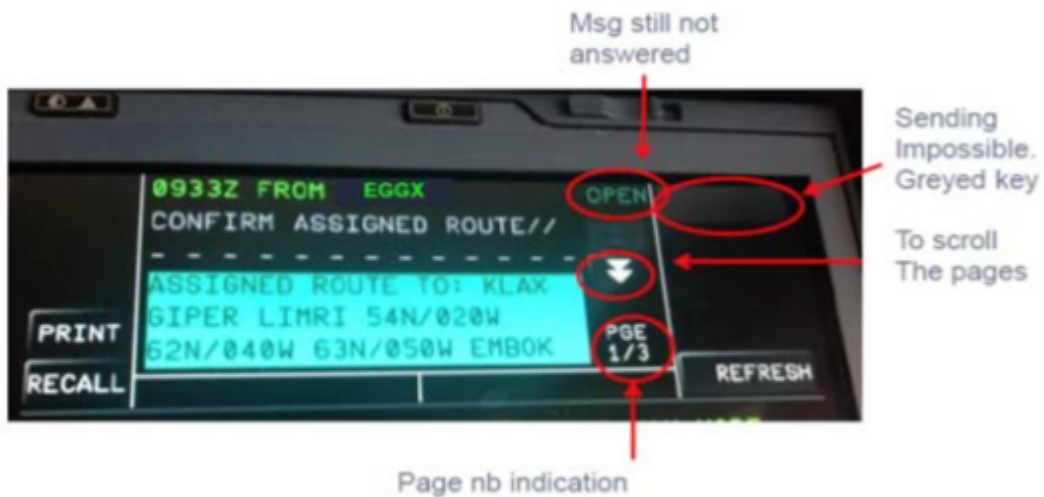 Msg still not
answered
Sending
Impossible.
Greyed key
0933Z FROM EGGX OPEN
CONFIRM ASSIGNED ROUTE//
- - - - - - - - - - - - - -
To scroll
The pages
ASSIGNED ROUTE TO: KLAX
GIPER LIMRI 54N/020W
62N/040W 63N/050W EMBOK
PGE
1/3
PRINT
RECALL
REFRESH
Page nb indication